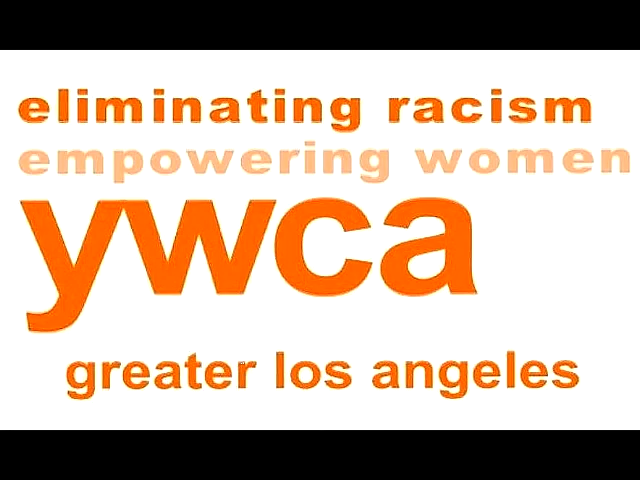 eliminating racism
empowering women
ywca
greater los angeles